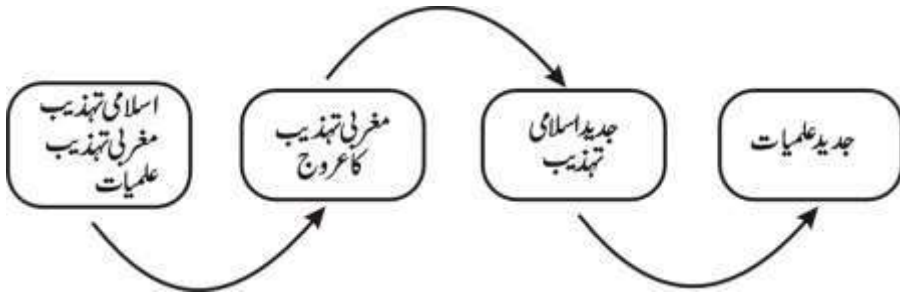 اسلامی تہذیب
مغربی تہذیب
علمیات
مغربی تہذیب
کا عروج
جدید اسلامی
تہذیب
جدید علمیات